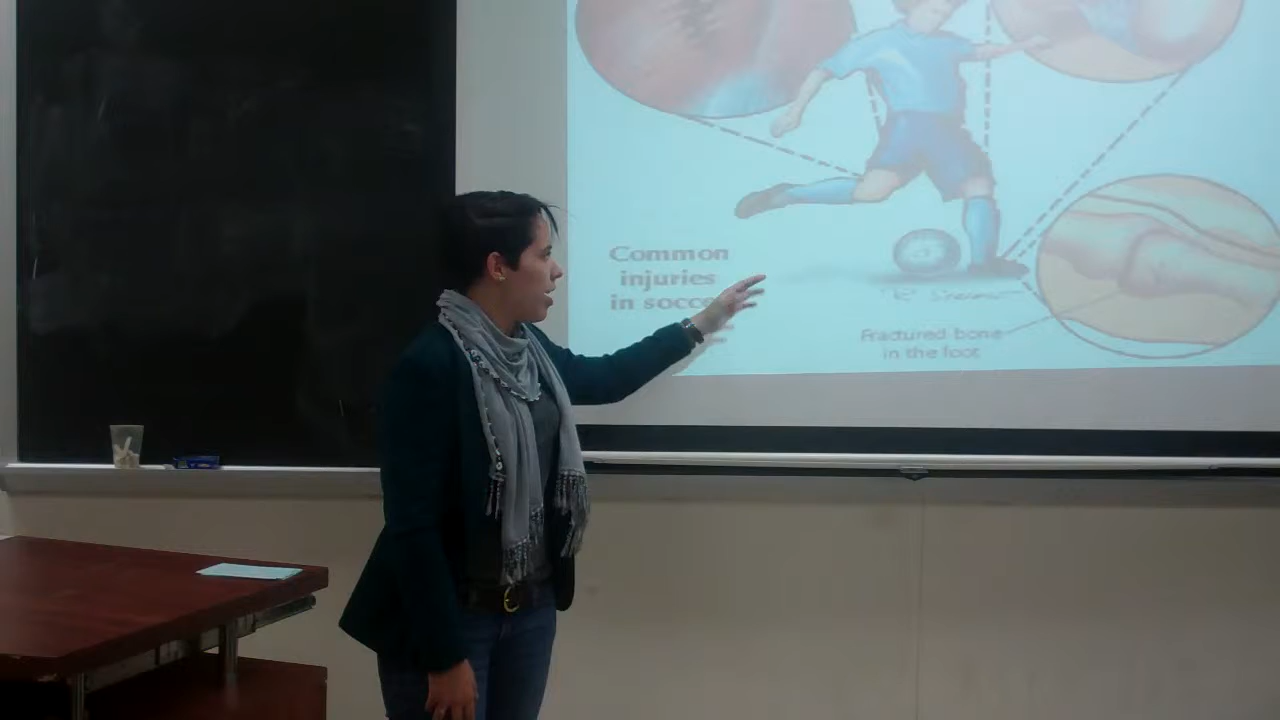 Common
injuries
in socce
Fractured bone
in the foot